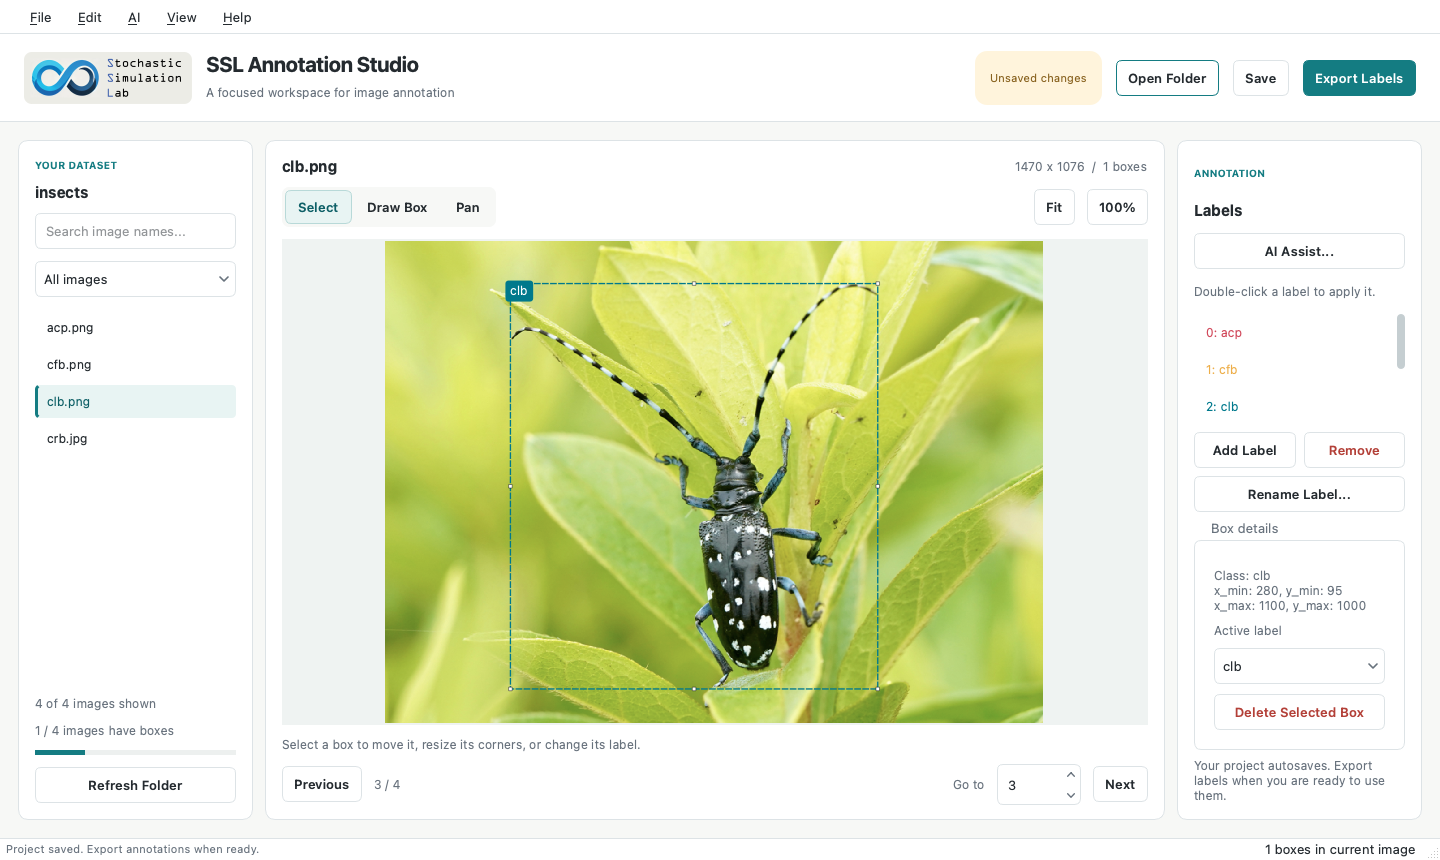 File Edit AI View Help
Stochastic
Simulation
Lab
SSL Annotation Studio
A focused workspace for image annotation
Unsaved changes
Open Folder
Save
Export Labels
YOUR DATASET
insects
Search image names...
All images
acp.png
cfb.png
clb.png
crb.jpg
4 of 4 images shown
1 / 4 images have boxes
Refresh Folder
clb.png
1470 x 1076 / 1 boxes
Select
Draw Box
Pan
Fit
100%
clb
Select a box to move it, resize its corners, or change its label.
Previous
3 / 4
Go to
3
Next
ANNOTATION
Labels
AI Assist...
Double-click a label to apply it.
0: acp
1: cfb
2: clb
Add Label
Remove
Rename Label...
Box details
Class: clb
x_min: 280, y_min: 95
x_max: 1100, y_max: 1000
Active label
clb
Delete Selected Box
Your project autosaves. Export
labels when you are ready to use
them.
Project saved. Export annotations when ready.
1 boxes in current image